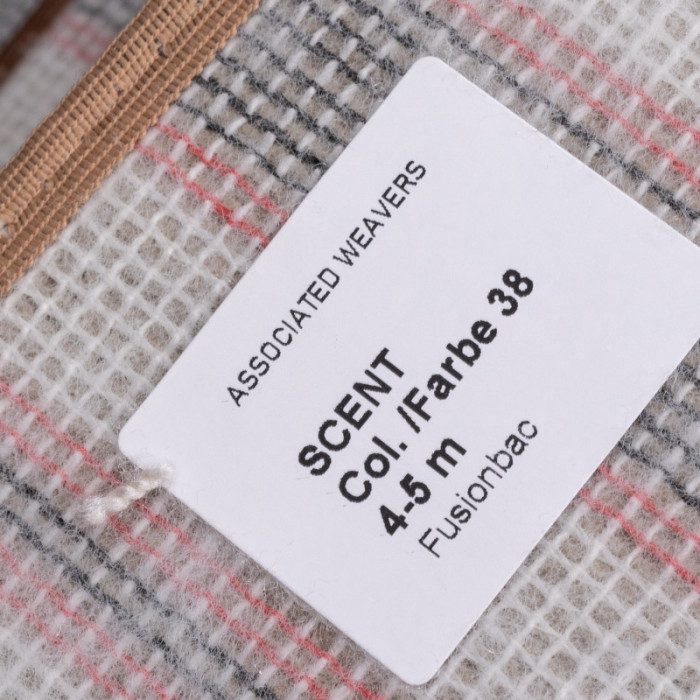 ASSOCIATED WEAVERS
SCENT
Col. /Farbe 38
4-5 m
Fusionbac